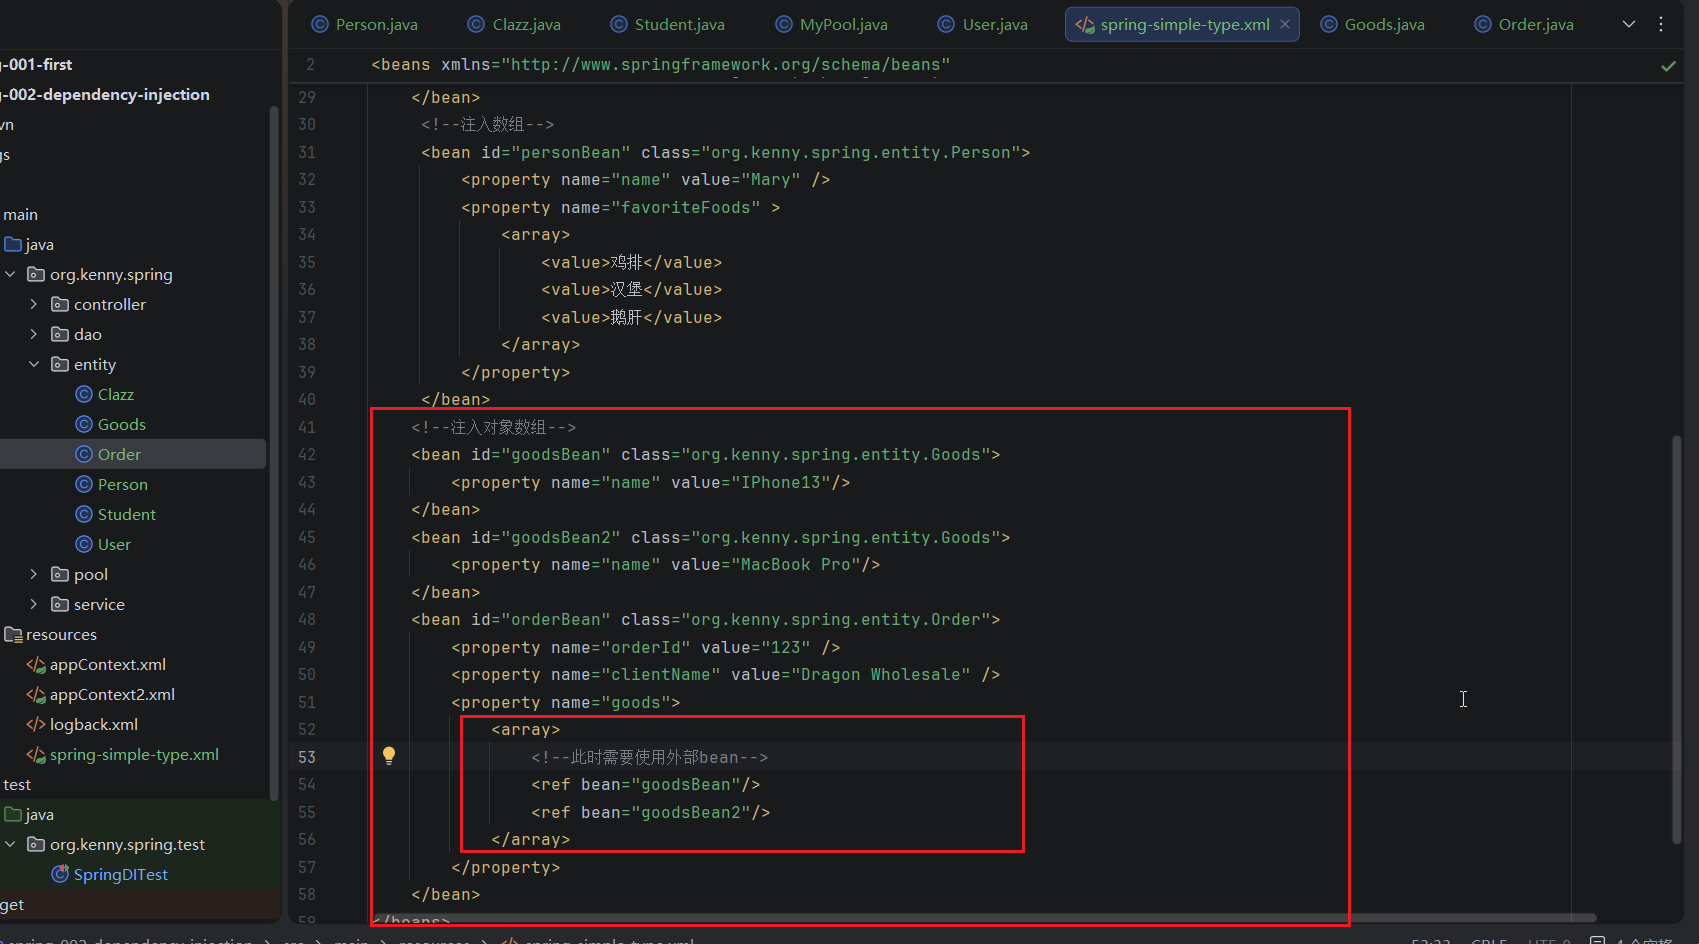 Person.java Clazz.java Student.java MyPool.java User.java spring-simple-type.xml Goods.java Order.java
-001-first
-002-dependency-injection
main
java
org.kenny.spring
controller
dao
entity
Clazz
Goods
Order
Person
Student
User
pool
service
resources
appContext.xml
appContext2.xml
logback.xml
spring-simple-type.xml
test
java
org.kenny.spring.test
SpringDITest
get
2 <beans xmlns="http://www.springframework.org/schema/beans"
29 </bean>
30 <!--注入数组-->
31 <bean id="personBean" class="org.kenny.spring.entity.Person">
32 <property name="name" value="Mary" />
33 <property name="favoriteFoods" >
34 <array>
35 <value>鸡排</value>
36 <value>汉堡</value>
37 <value>鹅肝</value>
38 </array>
39 </property>
40 </bean>
41 <!--注入对象数组-->
42 <bean id="goodsBean" class="org.kenny.spring.entity.Goods">
43 <property name="name" value="IPhone13"/>
44 </bean>
45 <bean id="goodsBean2" class="org.kenny.spring.entity.Goods">
46 <property name="name" value="MacBook Pro"/>
47 </bean>
48 <bean id="orderBean" class="org.kenny.spring.entity.Order">
49 <property name="orderId" value="123" />
50 <property name="clientName" value="Dragon Wholesale" />
51 <property name="goods">
52 <array>
53 <!--此时需要使用外部bean-->
54 <ref bean="goodsBean"/>
55 <ref bean="goodsBean2"/>
56 </array>
57 </property>
58 </bean>
59 </beans>